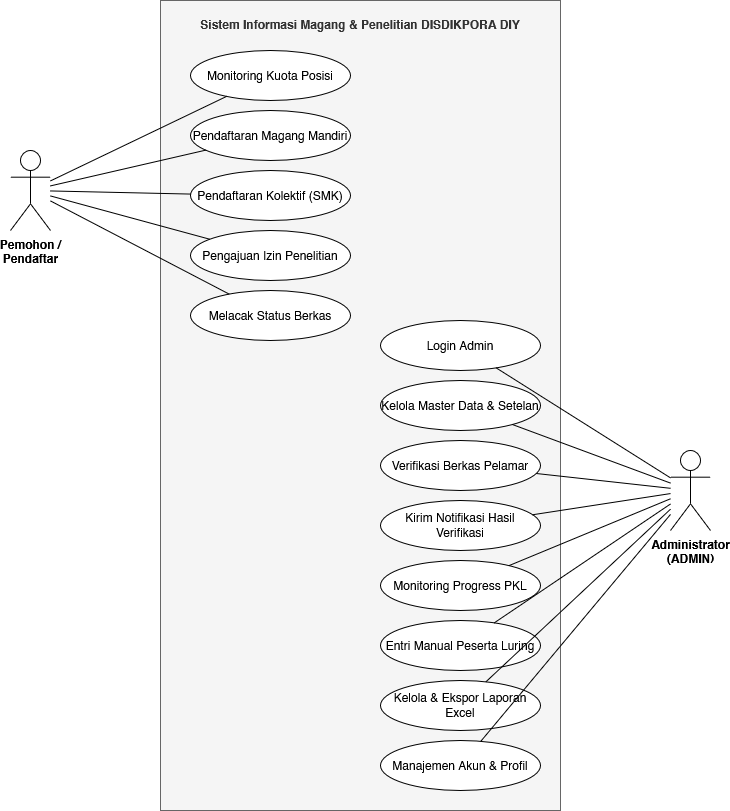 Sistem Informasi Magang & Penelitian DISDIKPORA DIY
Monitoring Kuota Posisi
Pendaftaran Magang Mandiri
Pendaftaran Kolektif (SMK)
Pengajuan Izin Penelitian
Melacak Status Berkas
Pemohon /
Pendaftar
Login Admin
Kelola Master Data & Setelan
Verifikasi Berkas Pelamar
Kirim Notifikasi Hasil
Verifikasi
Monitoring Progress PKL
Entri Manual Peserta Luring
Kelola & Ekspor Laporan
Excel
Manajemen Akun & Profil
Administrator
(ADMIN)